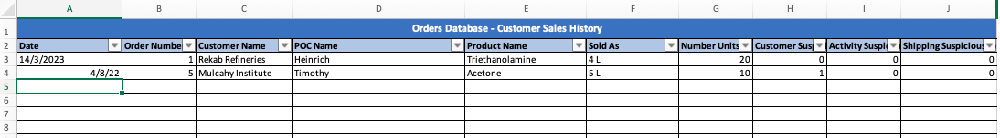 A B C D E F G H I J
1 Orders Database - Customer Sales History
2 Date Order Numbe Customer Name POC Name Product Name Sold As Number Units Customer Sus Activity Suspi Shipping Suspiciou
3 14/3/2023 1 Rekab Refineries Heinrich Triethanolamine 4 L 20 0 0 0
4 4/8/22 5 Mulcahy Institute Timothy Acetone 5 L 10 1 0 0
5
6
7
8